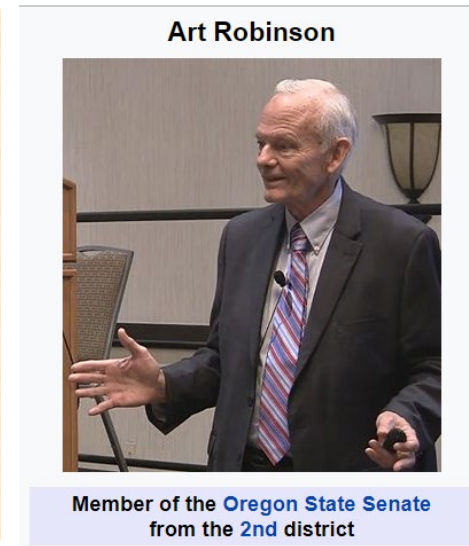 Art Robinson
Member of the Oregon State Senate
from the 2nd district